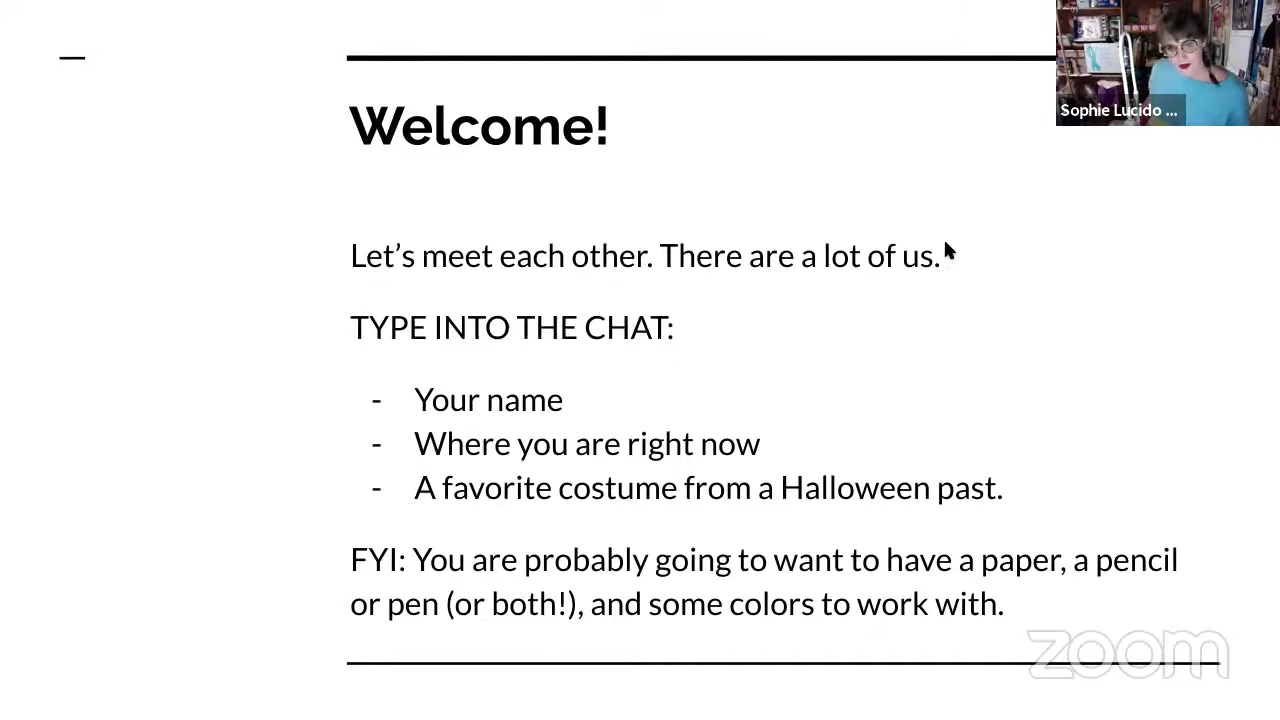 Sophie Lucido ...
Welcome!
Let’s meet each other. There are a lot of us.
TYPE INTO THE CHAT:
- Your name
- Where you are right now
- A favorite costume from a Halloween past.
FYI: You are probably going to want to have a paper, a pencil
or pen (or both!), and some colors to work with.
zoom